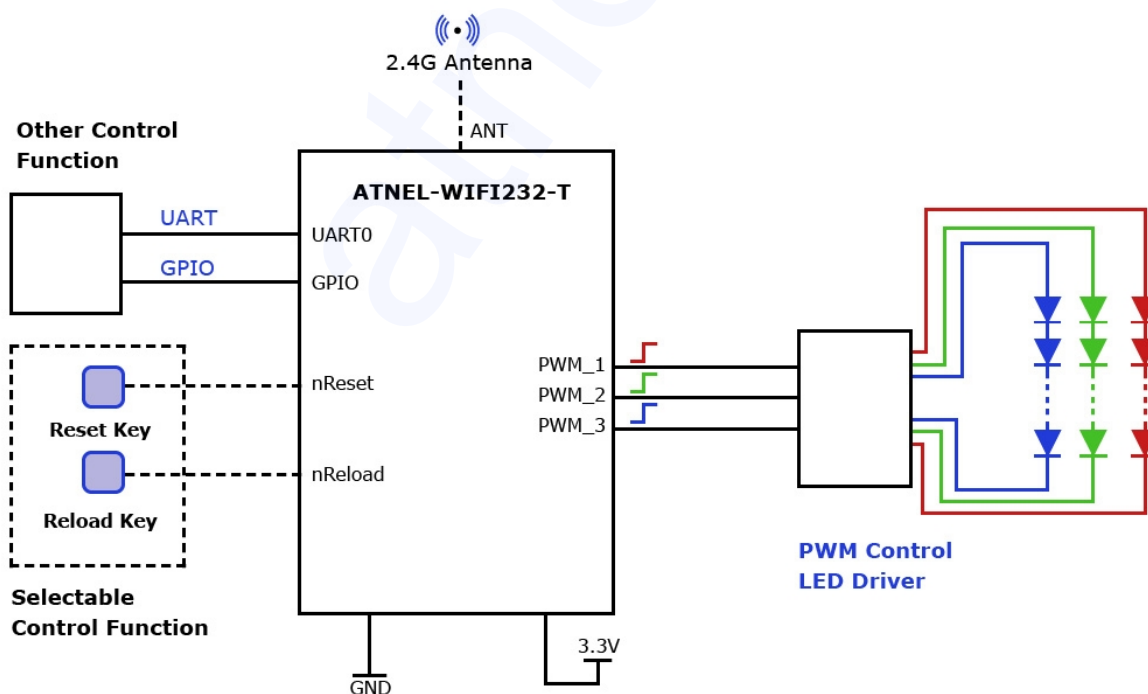 2.4G Antenna
ANT
Other Control
Function
ATNEL-WIFI232-T
UART
UART0
GPIO
GPIO
nReset
Reset Key
nReload
Reload Key
Selectable
Control Function
PWM_1
PWM_2
PWM_3
PWM Control
LED Driver
3.3V
GND